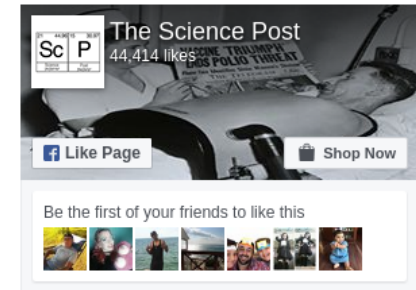 The Science Post
44,414 likes
VACCINE TRIUMPH
ENDS POLIO THREAT
Sc P
Like Page
Shop Now
Be the first of your friends to like this